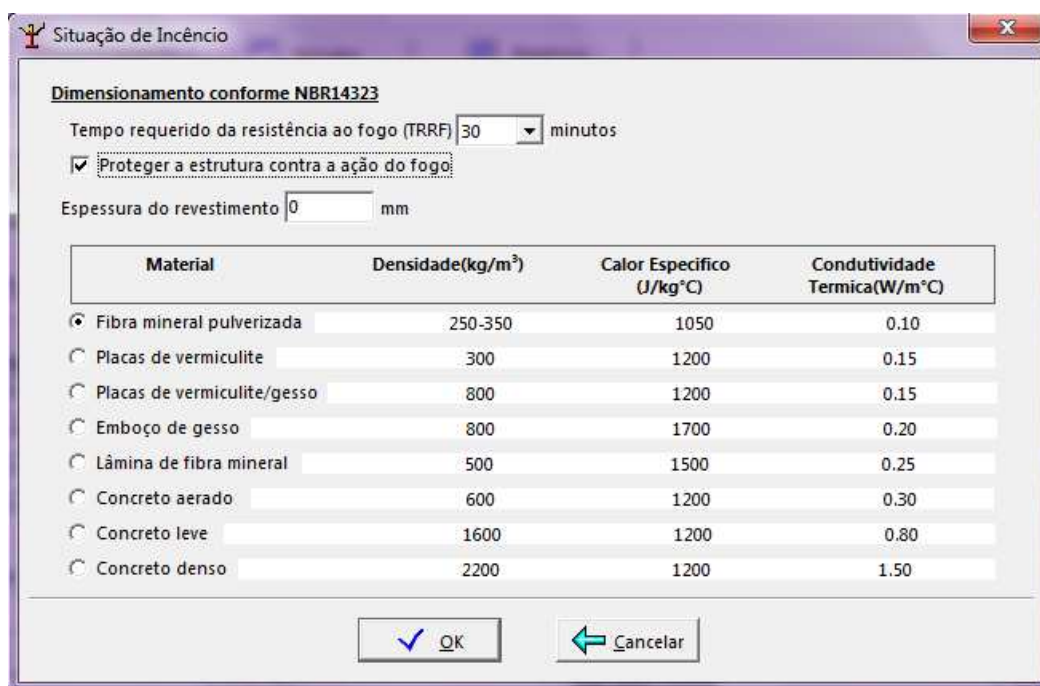 Situação de Incêncio
Dimensionamento conforme NBR14323
Tempo requerido da resistência ao fogo (TRRF) 30 minutos
Proteger a estrutura contra a ação do fogo
Espessura do revestimento 0 mm
Material Densidade(kg/m³) Calor Especifico Condutividade
(J/kg°C) Termica(W/m°C)
Fibra mineral pulverizada 250-350 1050 0.10
Placas de vermiculite 300 1200 0.15
Placas de vermiculite/gesso 800 1200 0.15
Emboço de gesso 800 1700 0.20
Lâmina de fibra mineral 500 1500 0.25
Concreto aerado 600 1200 0.30
Concreto leve 1600 1200 0.80
Concreto denso 2200 1200 1.50
OK Cancelar